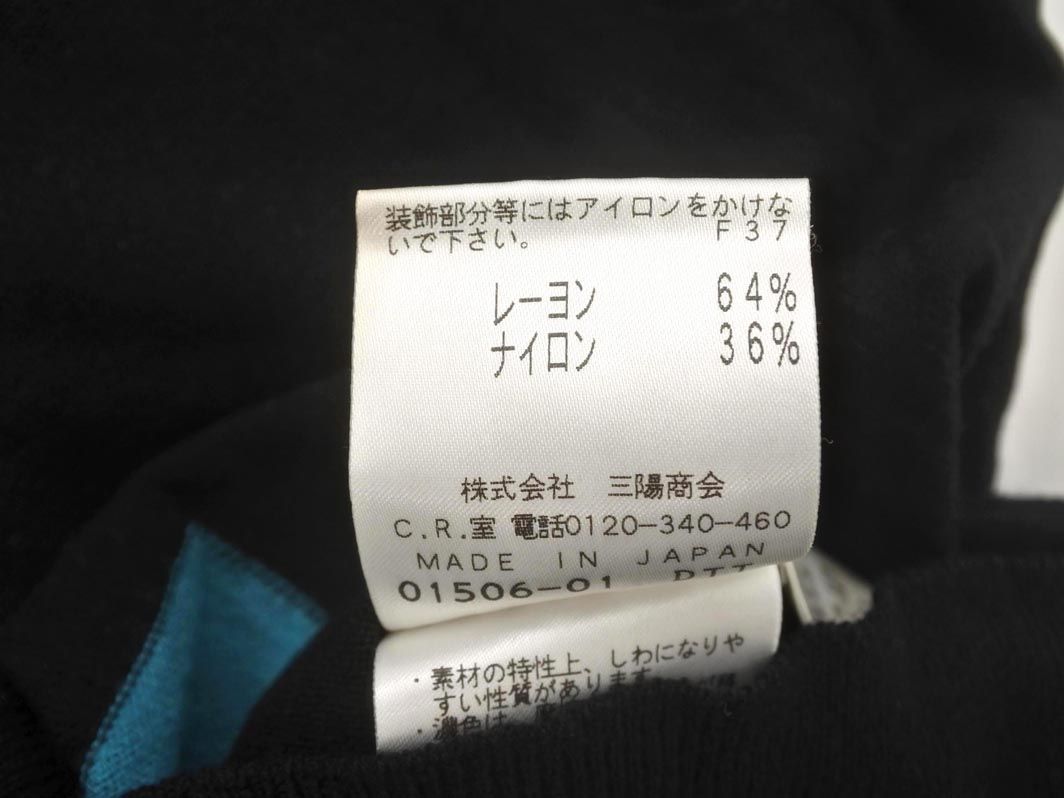 装飾部分等にはアイロンをかけな
いで下さい。 F37
レーヨン 64%
ナイロン 36%
株式会社 三陽商会
C.R.室 電話0120-340-460
MADE IN JAPAN
01506-01
・素材の特性上、しわになりや
すい性質があります
・濃色は、